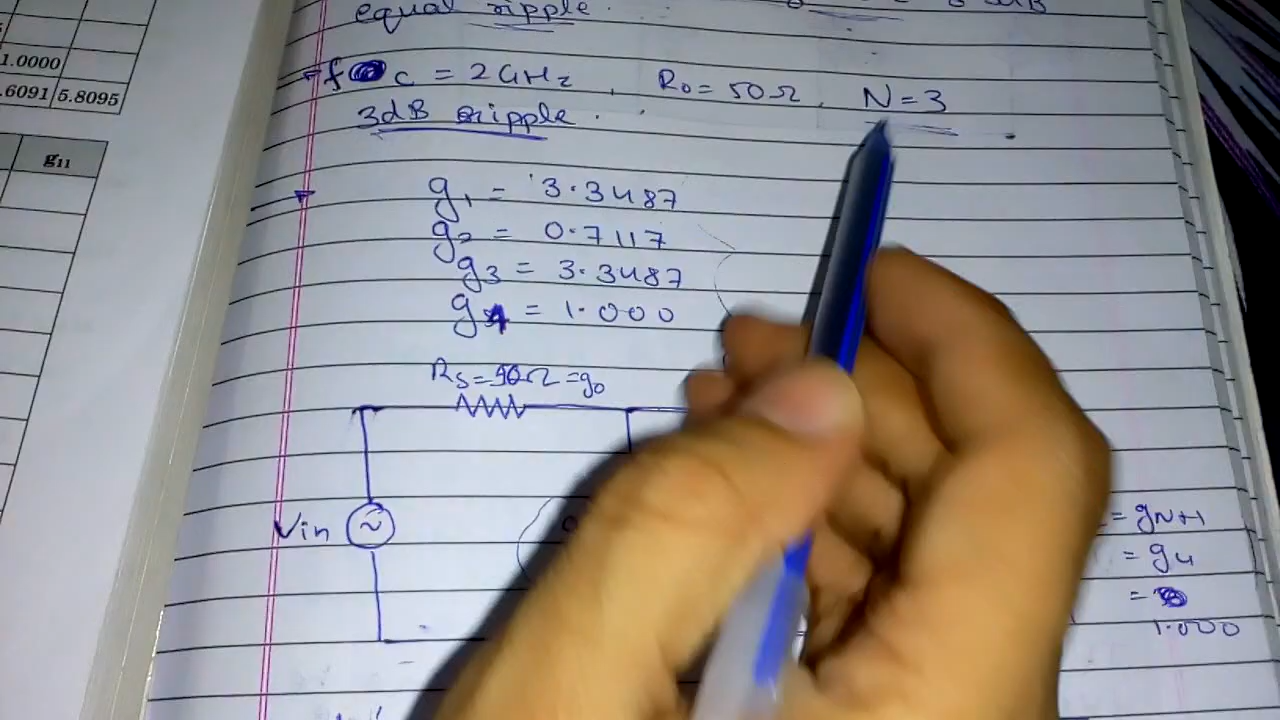 equal ripple.
fc = 2GHz, R0 = 50Ω, N = 3
3dB ripple.
g1 = 3.3487
g2 = 0.7117
g3 = 3.3487
g4 = 1.000
Rs = 50Ω = g0
Vin
= gN+1
= g4
=
1.000
1.0000
.6091 5.8095
g11